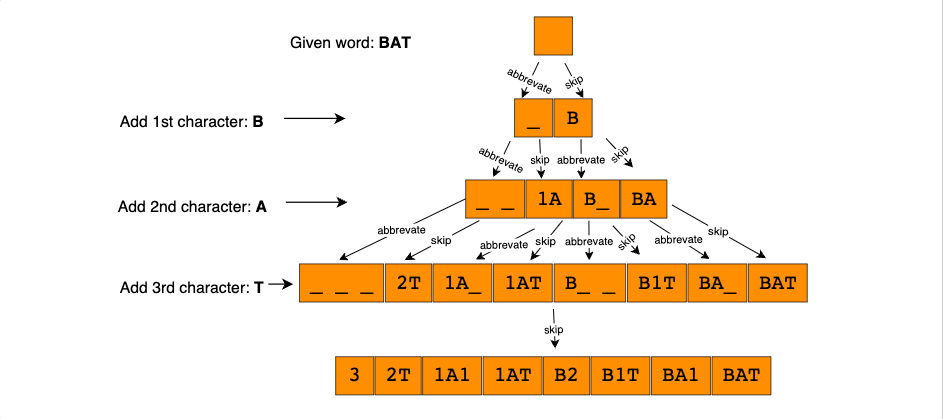 Given word: BAT
abbrevate skip
Add 1st character: B
_ B
abbrevate skip abbrevate skip
Add 2nd character: A
_ _ 1A B_ BA
abbrevate skip abbrevate skip abbrevate skip abbrevate skip
Add 3rd character: T
_ _ _ 2T 1A_ 1AT B_ _ B1T BA_ BAT
skip
3 2T 1A1 1AT B2 B1T BA1 BAT